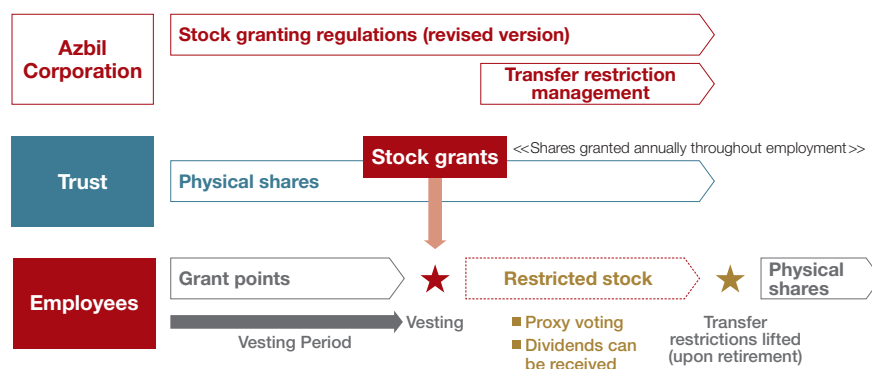 Azbil
Corporation
Stock granting regulations (revised version)
Transfer restriction
management
Trust
Stock grants
<<Shares granted annually throughout employment>>
Physical shares
Employees
Grant points
Vesting Period
Vesting
Restricted stock
Proxy voting
Dividends can
be received
Transfer
restrictions lifted
(upon retirement)
Physical
shares